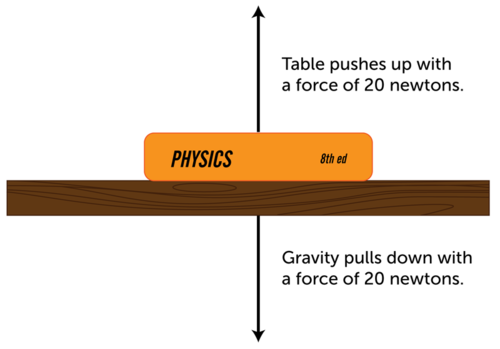 Table pushes up with
a force of 20 newtons.
PHYSICS 8th ed
Gravity pulls down with
a force of 20 newtons.